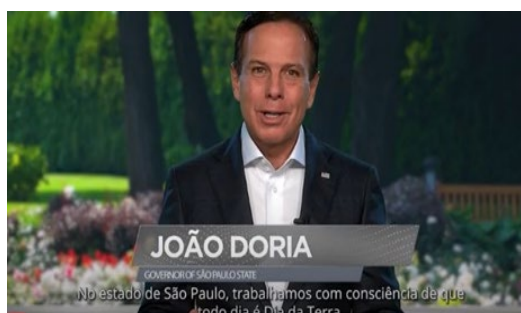 JOÃO DORIA
GOVERNOR OF SÃO PAULO STATE
No estado de São Paulo, trabalhamos com consciência de que
todo dia é Dia da Terra